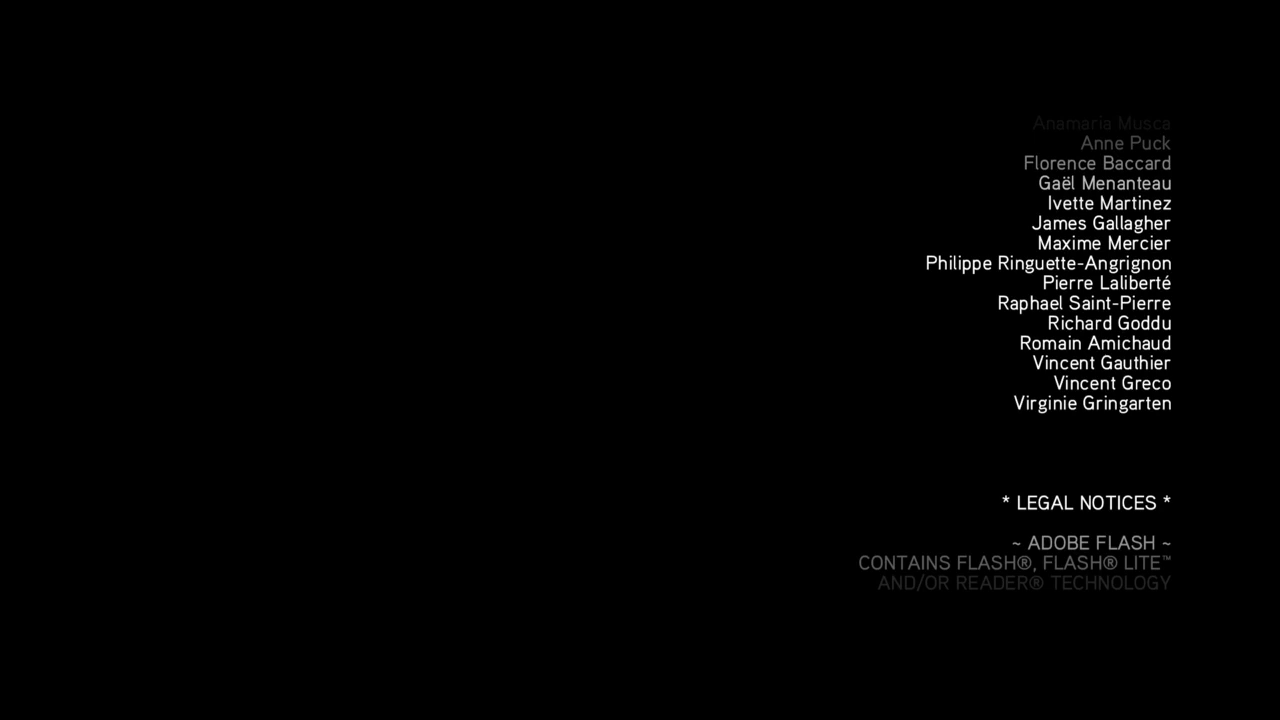 Anamaria Musca
Anne Puck
Florence Baccard
Gaël Menanteau
Ivette Martinez
James Gallagher
Maxime Mercier
Philippe Ringuette-Angrignon
Pierre Laliberté
Raphael Saint-Pierre
Richard Goddu
Romain Amichaud
Vincent Gauthier
Vincent Greco
Virginie Gringarten
* LEGAL NOTICES *
~ ADOBE FLASH ~
CONTAINS FLASH®, FLASH® LITE™
AND/OR READER® TECHNOLOGY